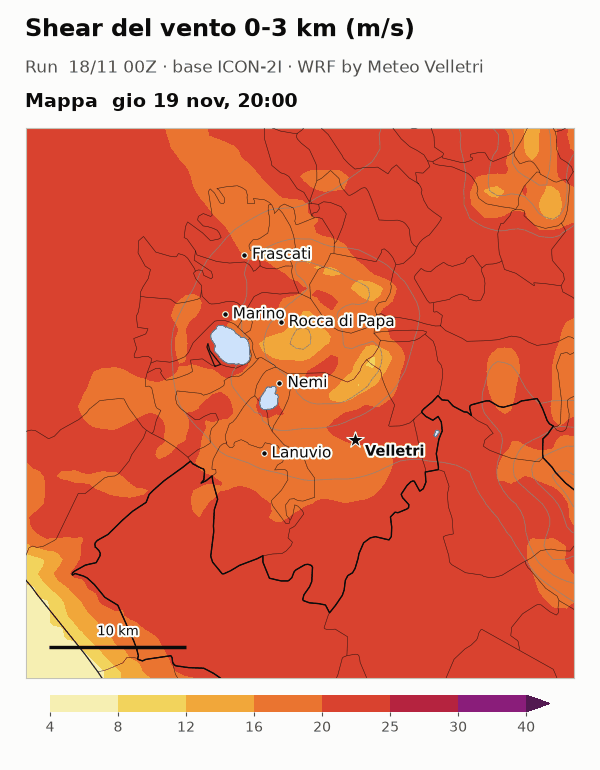 Shear del vento 0-3 km (m/s)
Run  18/11 00Z · base ICON-2I · WRF by Meteo Velletri
Mappa  gio 19 nov, 20:00
Frascati
Marino
Rocca di Papa
Nemi
Velletri
Lanuvio
10 km
4 8 12 16 20 25 30 40